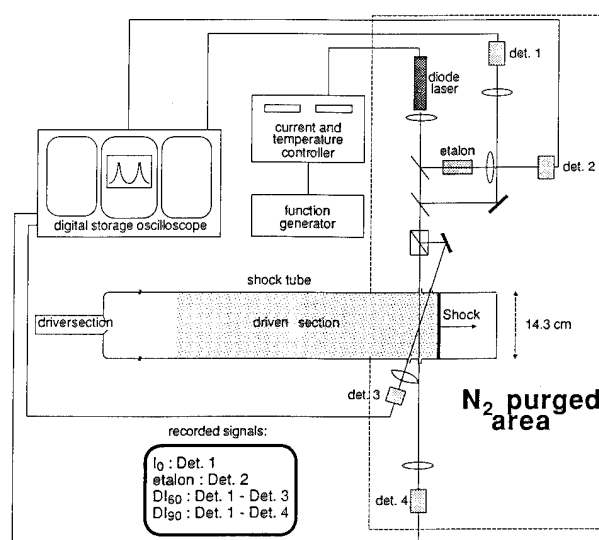 det. 1
diode
laser
current and
temperature
controller
etalon
det. 2
digital storage oscilloscope
function
generator
shock tube
driversection
driven section
Shock
14.3 cm
det. 3
N2 purged
area
recorded signals:
I0 : Det. 1
etalon : Det. 2
DI60 : Det. 1 - Det. 3
DI90 : Det. 1 - Det. 4
det. 4